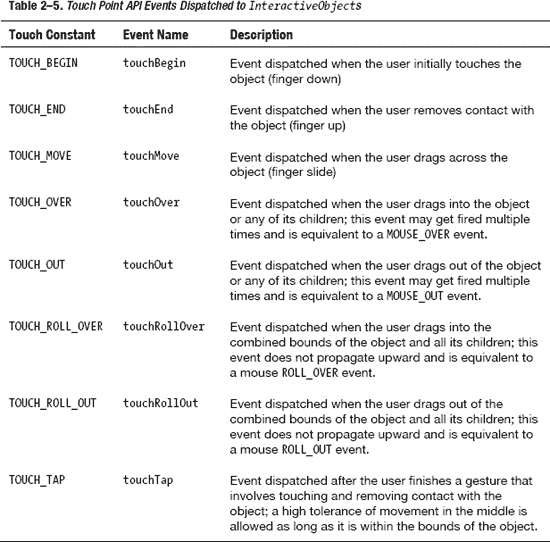 Table 2–5. Touch Point API Events Dispatched to InteractiveObjects
Touch Constant Event Name Discription
TOUCH_BEGIN touchBegin Event dispatched when the user initially touches the
object (finger down)
TOUCH_END touchEnd Event dispatched when the user removes contact with
the object (finger up)
TOUCH_MOVE touchMove Event dispatched when the user drags across the
object (finger slide)
TOUCH_OVER touchOver Event dispatched when the user drags into the object
or any of its children; this event may get fired multiple
times and is equivalent to a MOUSE_OVER event.
TOUCH_OUT touchOut Event dispatched when the user drags out of the object
or any of its children; this event may get fired multiple
times and is equivalent to a MOUSE_OUT event.
TOUCH_ROLL_OVER touchRollOver Event dispatched when the user drags into the
combined bounds of the object and all its children; this
event does not propagate upward and is equivalent to
a mouse ROLL_OVER event.
TOUCH_ROLL_OUT touchRollOut Event dispatched when the user drags out of the
combined bounds of the object and all its children; this
event does not propagate upward and is equivalent to
a mouse ROLL_OUT event.
TOUCH_TAP touchTap Event dispatched after the user finishes a gesture that
involves touching and removing contact with the
object; a high tolerance of movement in the middle is
allowed as long as it is within the bounds of the object.